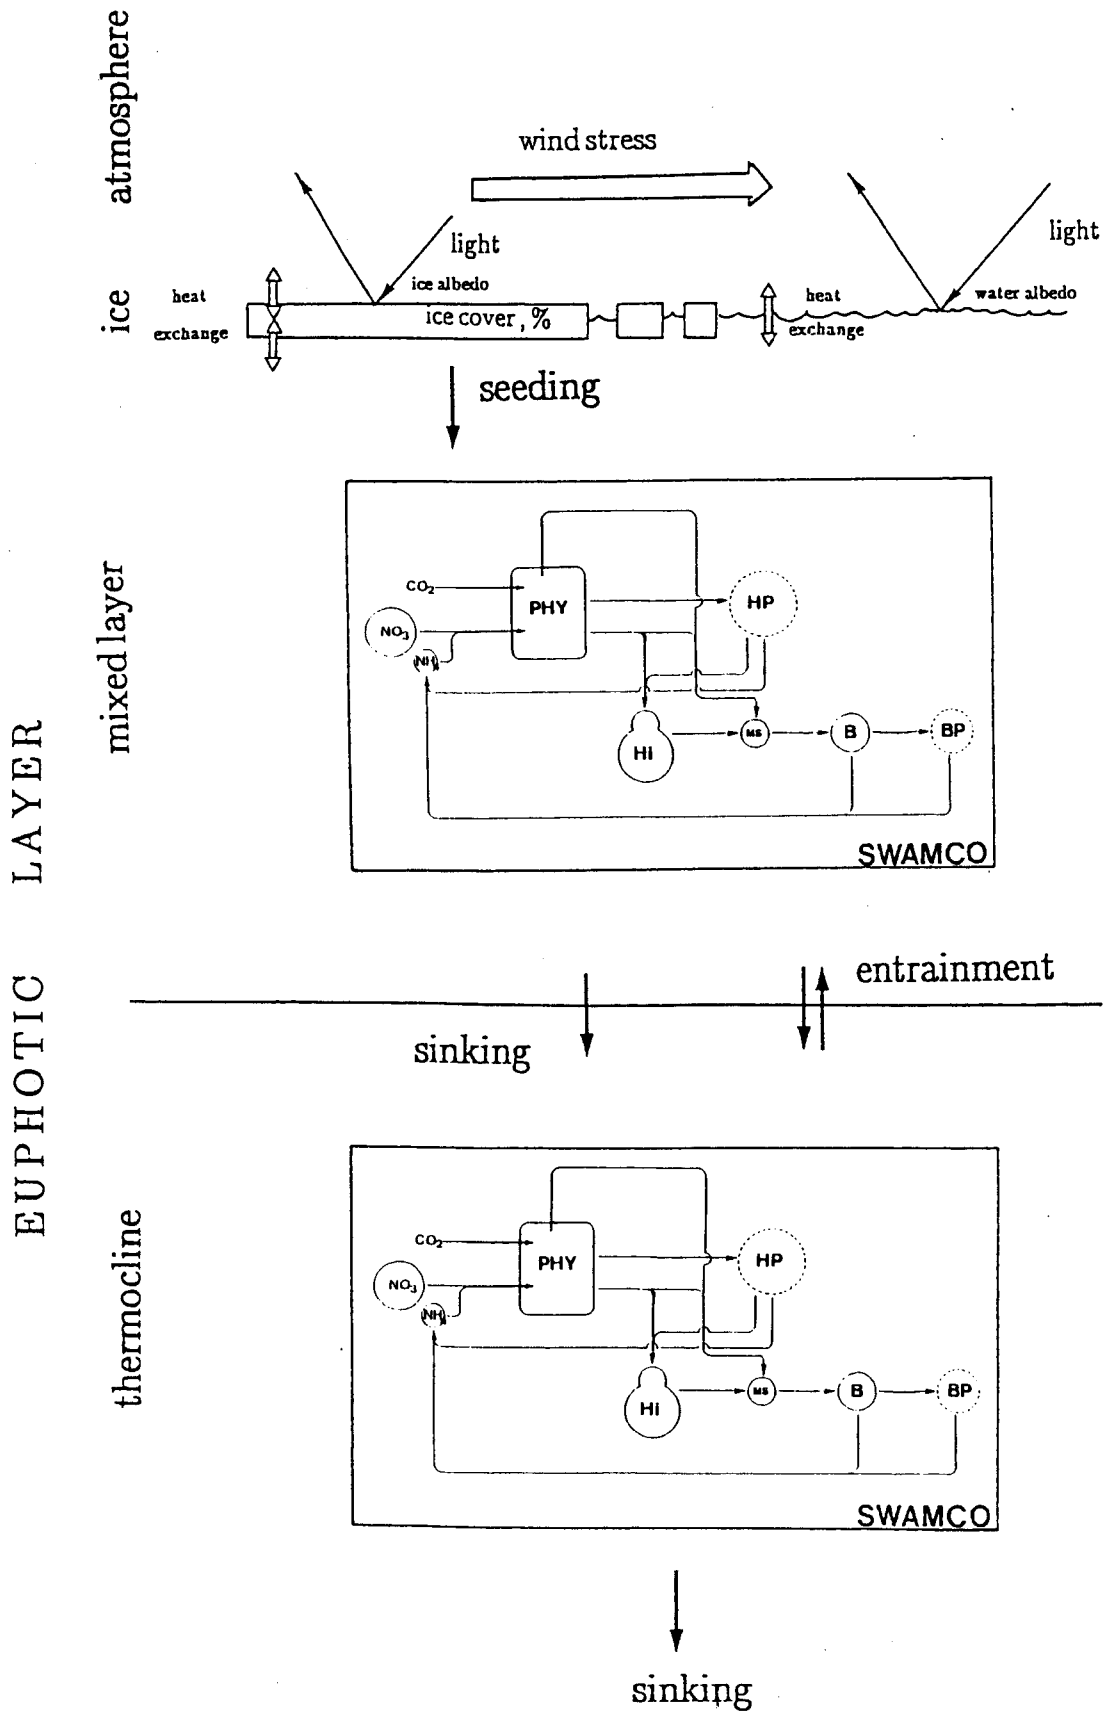 atmosphere
wind stress
light
light
ice albedo
water albedo
ice
heat
exchange
ice cover, %
heat
exchange
seeding
EUPHOTIC LAYER
mixed layer
CO2
PHY
HP
NO3
NH4
Hi
MS
B
BP
SWAMCO
entrainment
sinking
thermocline
CO2
PHY
HP
NO3
NH4
Hi
MS
B
BP
SWAMCO
sinking